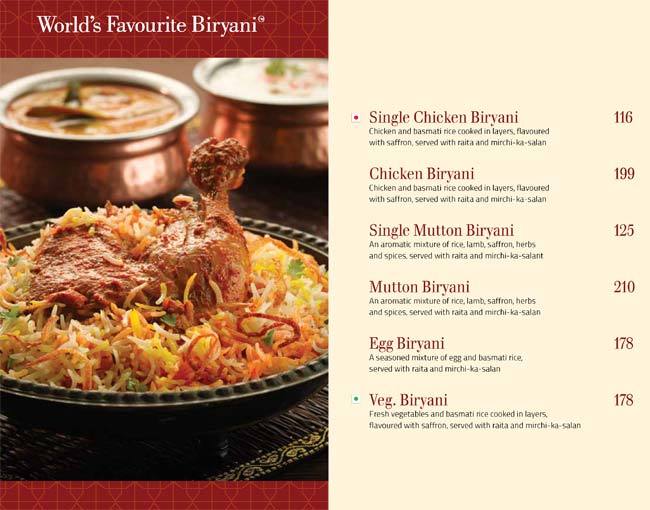 World's Favourite Biryani
Single Chicken Biryani 116
Chicken and basmati rice cooked in layers, flavoured
with saffron, served with raita and mirchi-ka-salan
Chicken Biryani 199
Chicken and basmati rice cooked in layers, flavoured
with saffron, served with raita and mirchi-ka-salan
Single Mutton Biryani 125
An aromatic mixture of rice, lamb, saffron, herbs
and spices, served with raita and mirchi-ka-salant
Mutton Biryani 210
An aromatic mixture of rice, lamb, saffron, herbs
and spices, served with raita and mirchi-ka-salan
Egg Biryani 178
A seasoned mixture of egg and basmati rice,
served with raita and mirchi-ka-salan
Veg. Biryani 178
Fresh vegetables and basmati rice cooked in layers,
flavoured with saffron, served with raita and mirchi-ka-salan